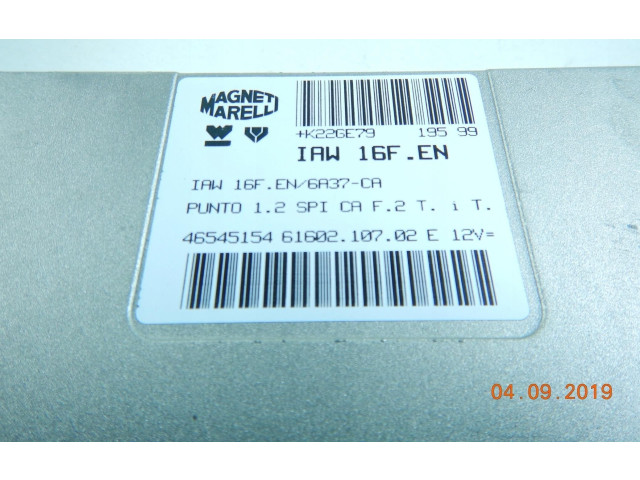 MAGNETI
MARELLI
+K226E79 195 99
IAW 16F.EN
IAW 16F.EN/6A37-CA
PUNTO 1.2 SPI CA F.2 T. i T.
46545154 61602.107.02 E 12V=
04.09.2019